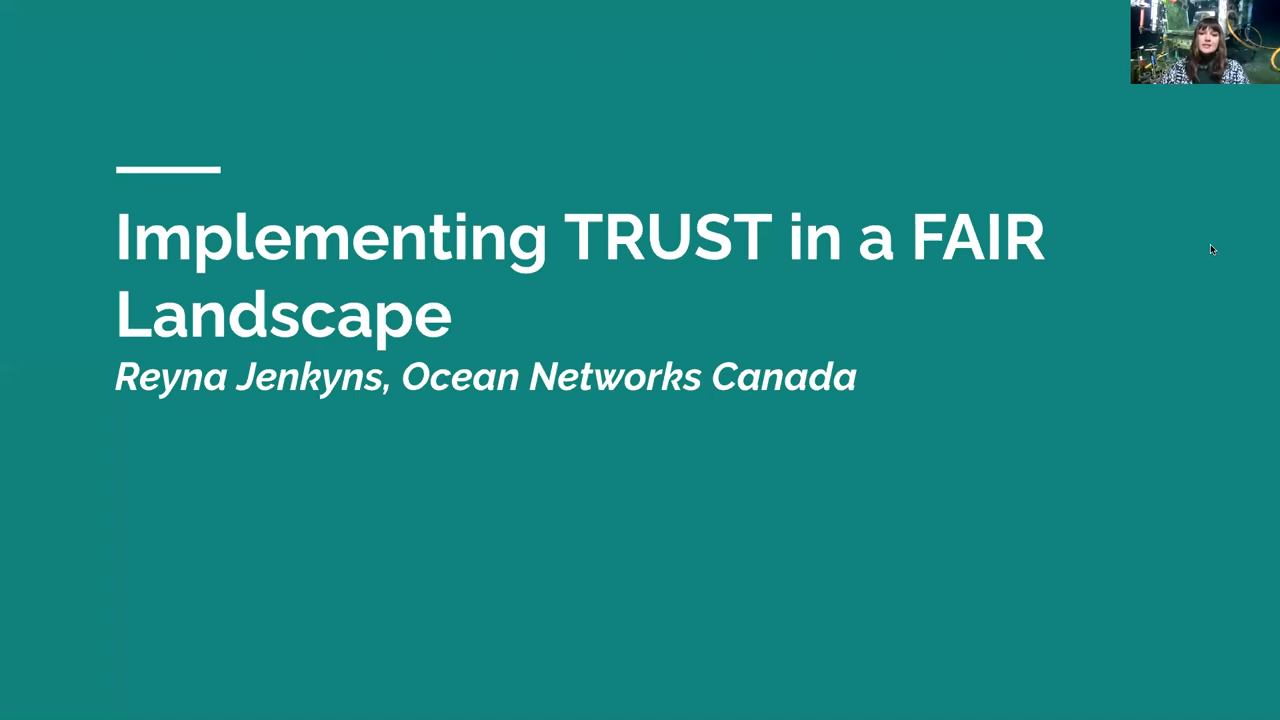 Implementing TRUST in a FAIR
Landscape
Reyna Jenkyns, Ocean Networks Canada